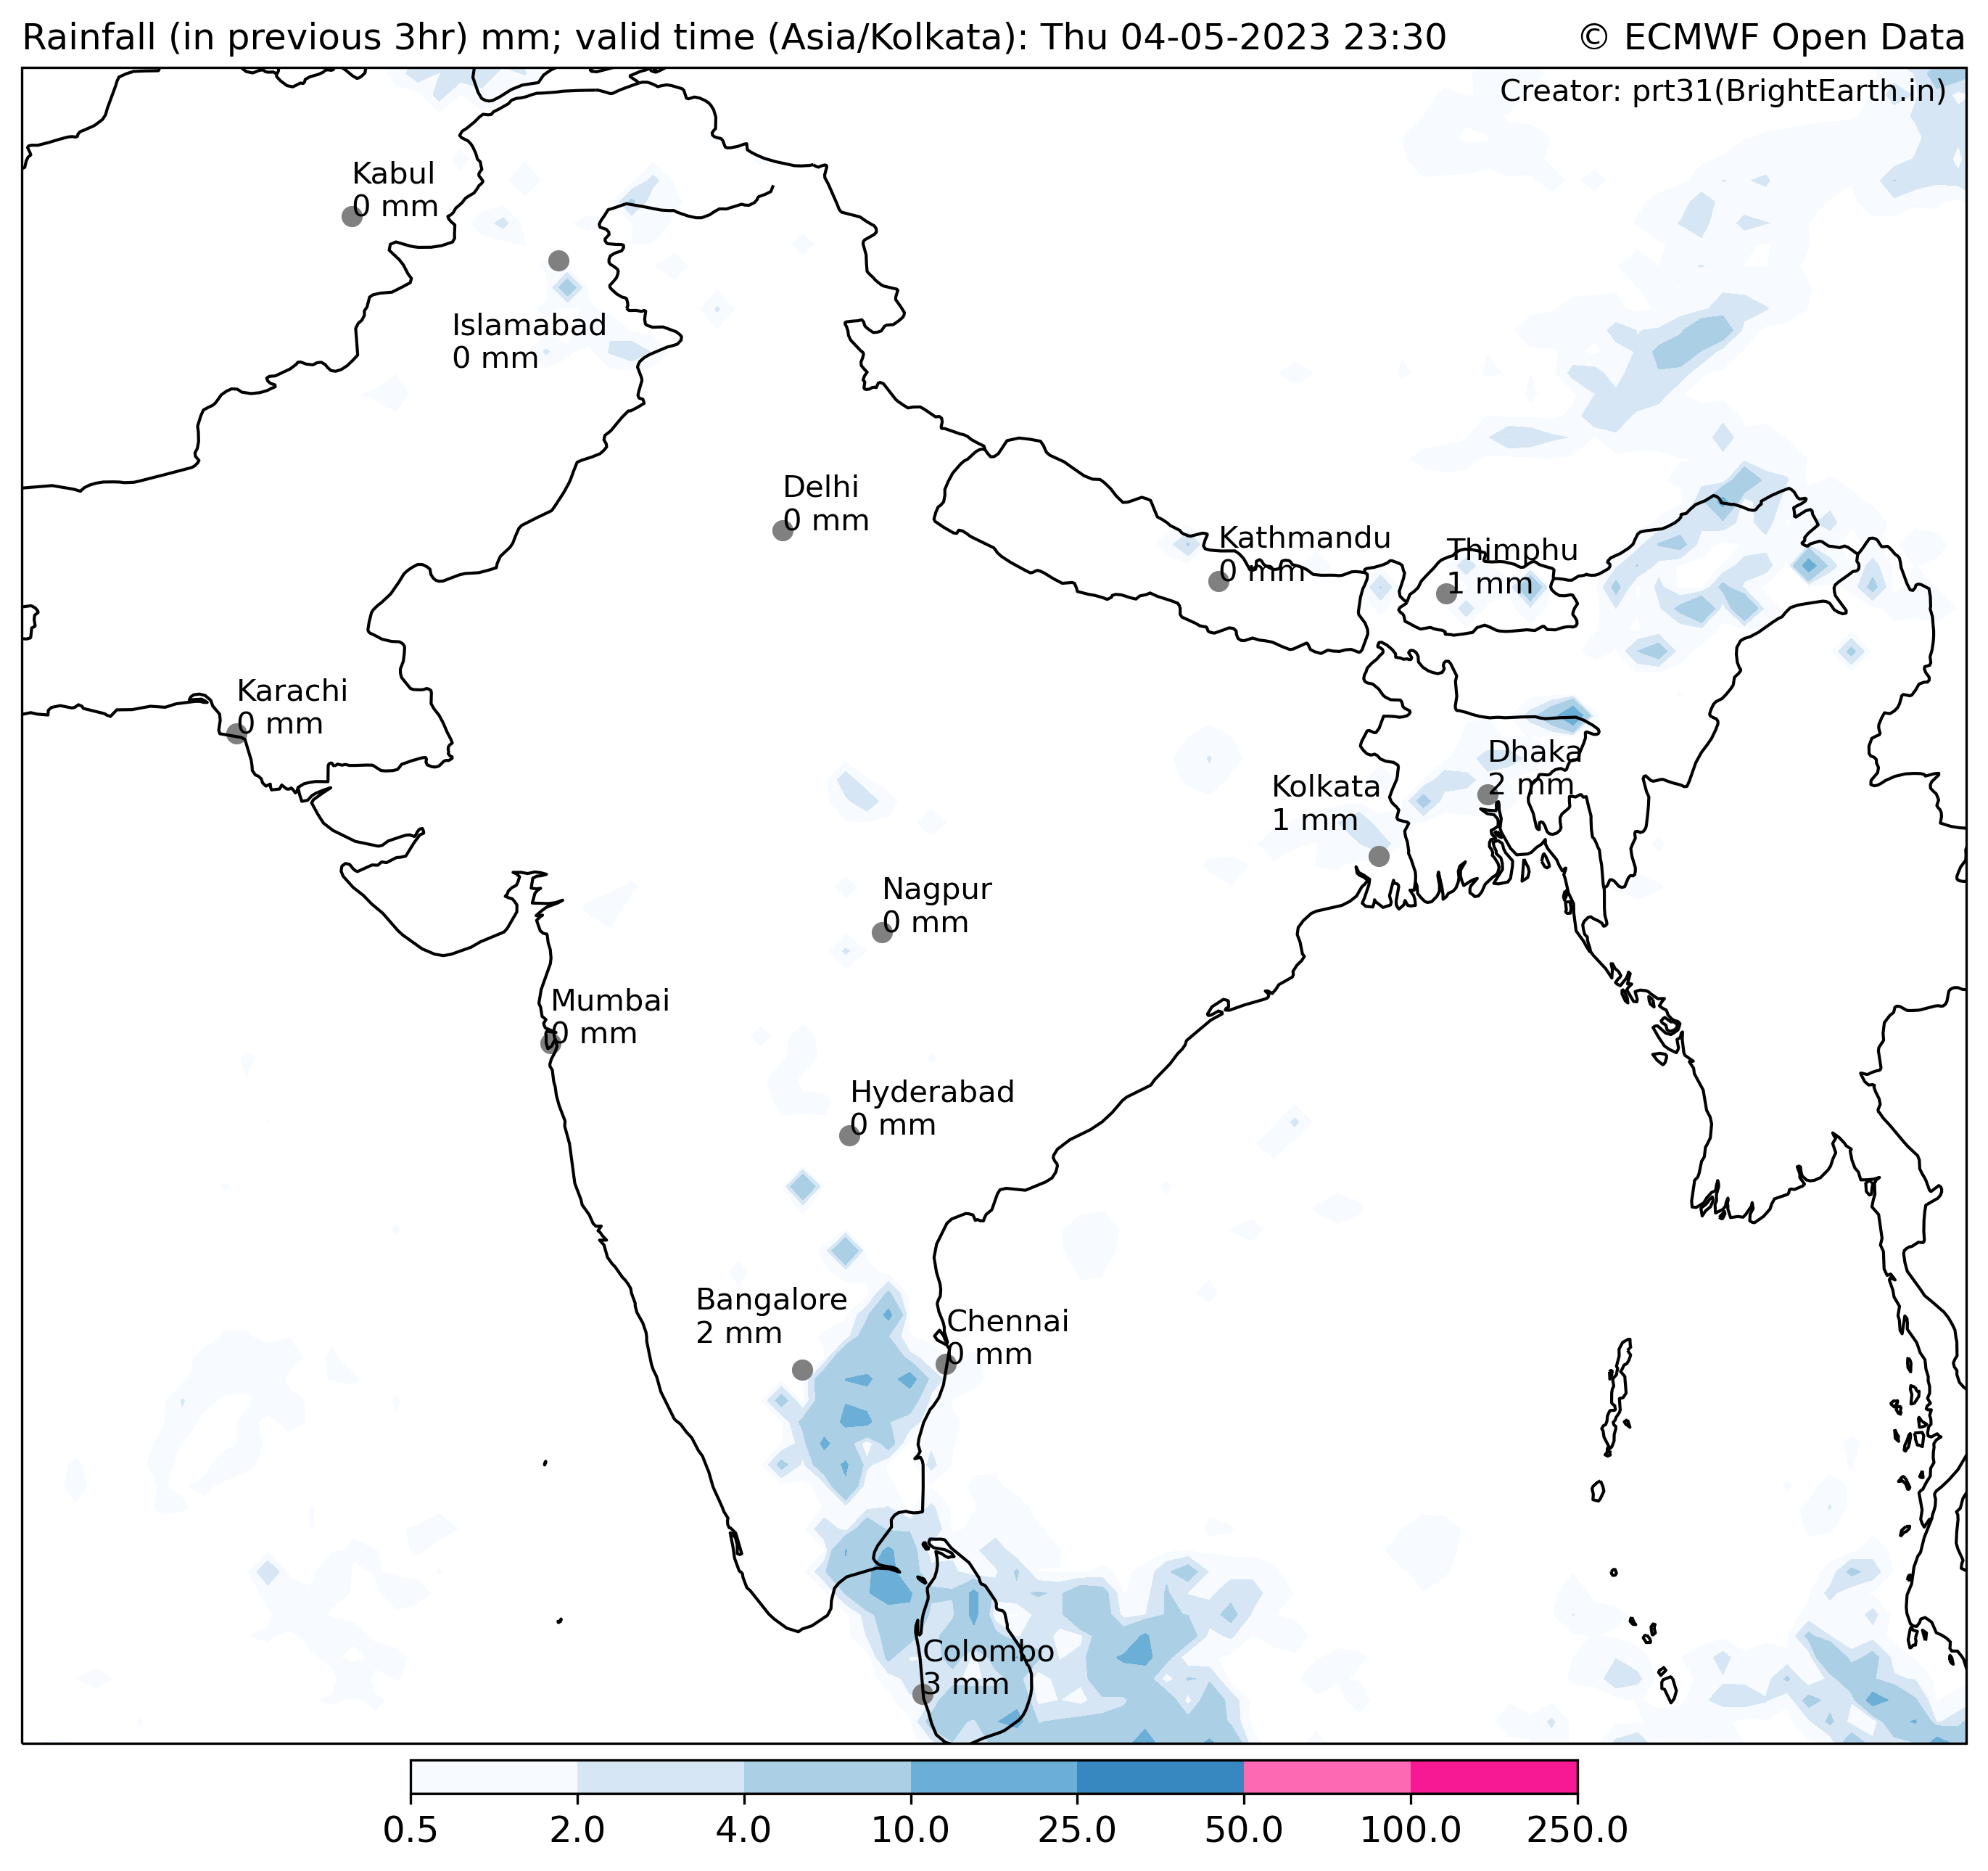 Rainfall (in previous 3hr) mm; valid time (Asia/Kolkata): Thu 04-05-2023 23:30
© ECMWF Open Data
Creator: prt31(BrightEarth.in)
Kabul
0 mm
Islamabad
0 mm
Delhi
0 mm
Kathmandu
0 mm
Thimphu
1 mm
Karachi
0 mm
Dhaka
2 mm
Kolkata
1 mm
Nagpur
0 mm
Mumbai
0 mm
Hyderabad
0 mm
Bangalore
2 mm
Chennai
0 mm
Colombo
3 mm
0.5 2.0 4.0 10.0 25.0 50.0 100.0 250.0